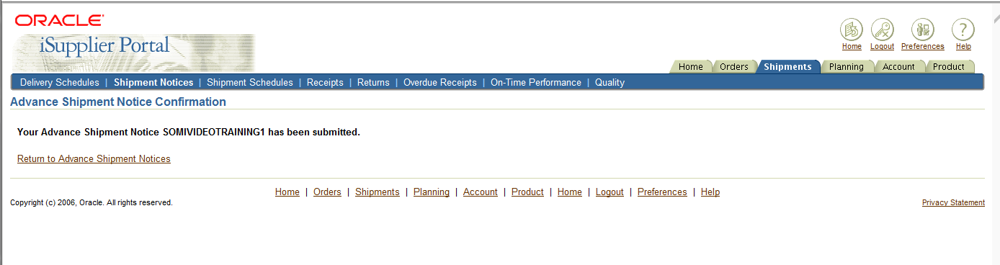 ORACLE
iSupplier Portal
Home Logout Preferences Help
Home Orders Shipments Planning Account Product
Delivery Schedules | Shipment Notices | Shipment Schedules | Receipts | Returns | Overdue Receipts | On-Time Performance | Quality
Advance Shipment Notice Confirmation
Your Advance Shipment Notice SOMIVIDEOTRAINING1 has been submitted.
Return to Advance Shipment Notices
Home | Orders | Shipments | Planning | Account | Product | Home | Logout | Preferences | Help
Copyright (c) 2006, Oracle. All rights reserved.
Privacy Statement